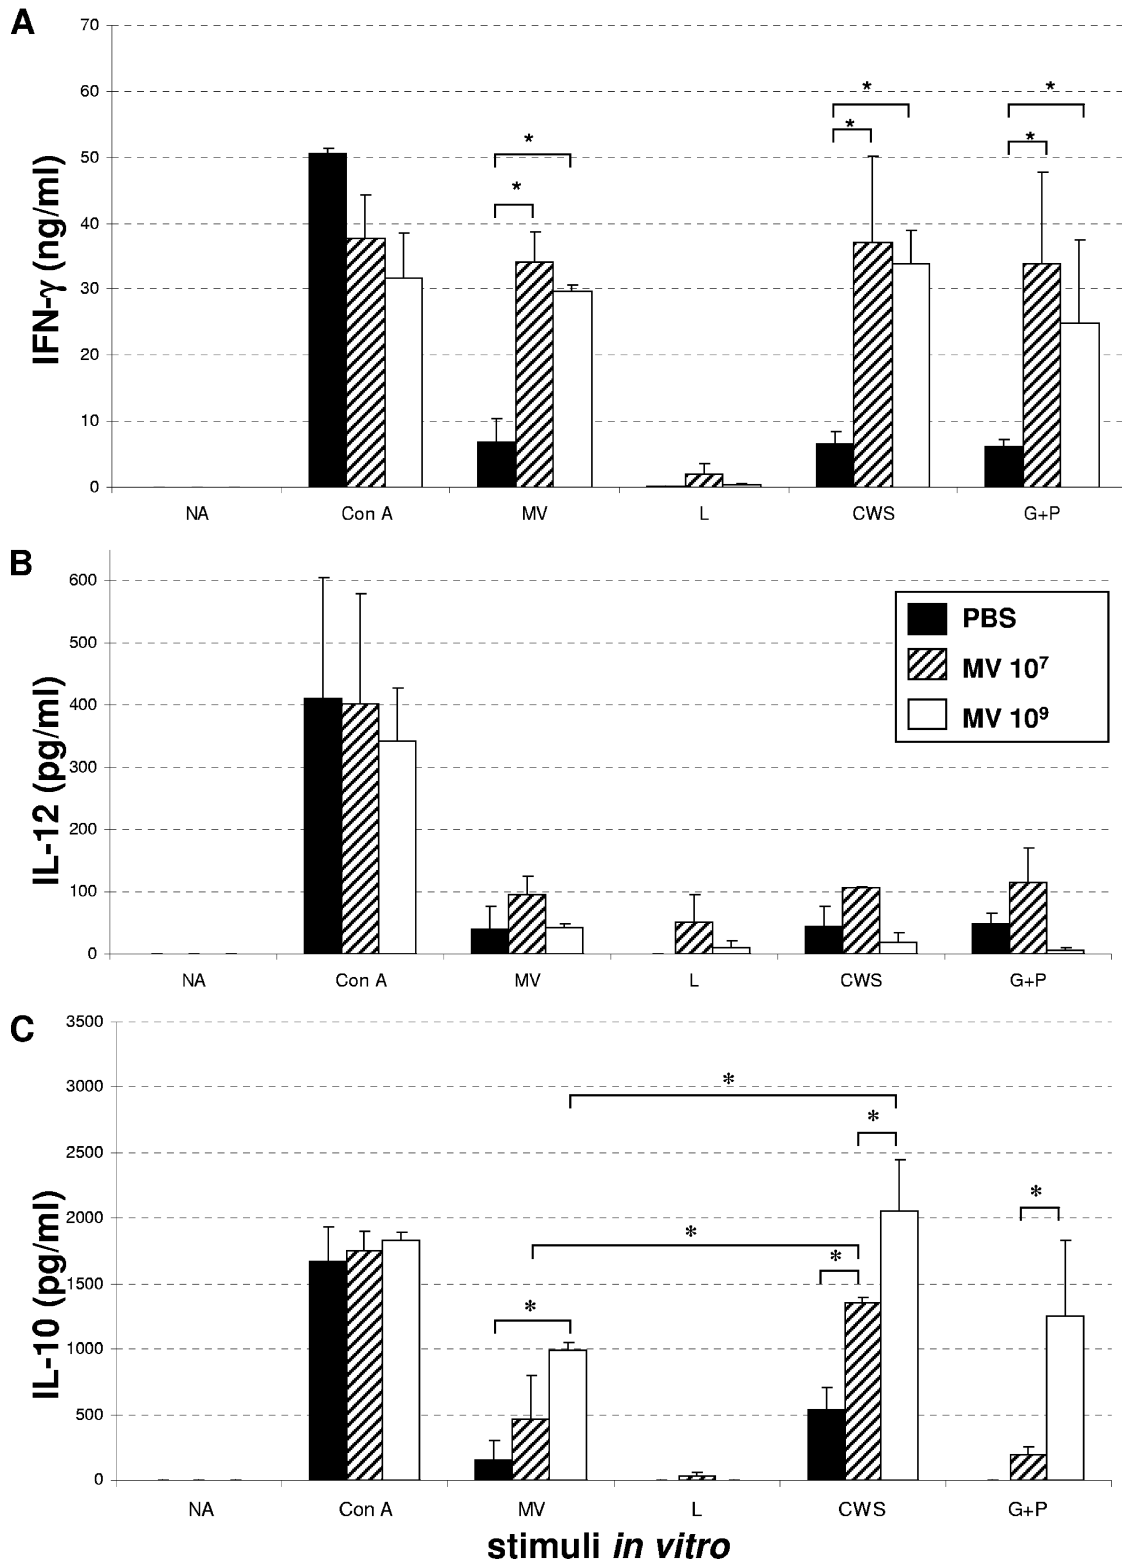 A
IFN-γ (ng/ml)
70
60
50
40
30
20
10
0
* * * * * *
NA Con A MV L CWS G+P
B
IL-12 (pg/ml)
600
500
400
300
200
100
0
PBS
MV 10⁷
MV 10⁹
NA Con A MV L CWS G+P
C
IL-10 (pg/ml)
3500
3000
2500
2000
1500
1000
500
0
* * * * * *
NA Con A MV L CWS G+P
stimuli in vitro